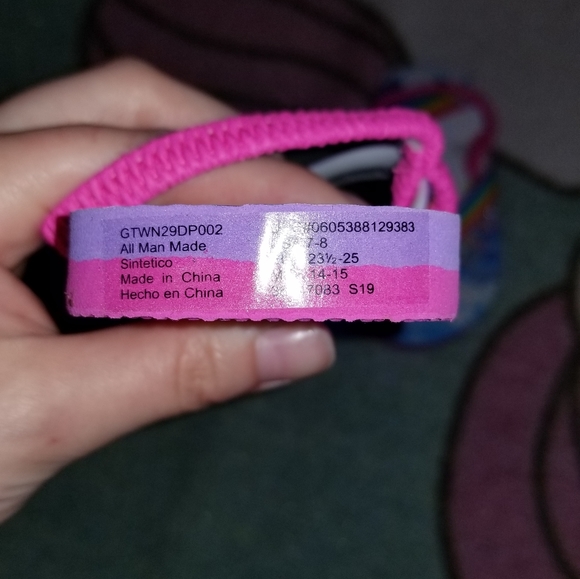 GTWN29DP002
All Man Made
Sintetico
Made in China
Hecho en China
#0605388129383
7-8
23½-25
14-15
7083 S19